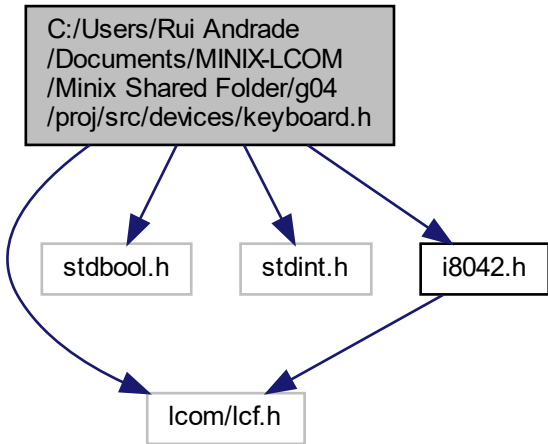 C:/Users/Rui Andrade
/Documents/MINIX-LCOM
/Minix Shared Folder/g04
/proj/src/devices/keyboard.h
stdbool.h
stdint.h
i8042.h
lcom/lcf.h